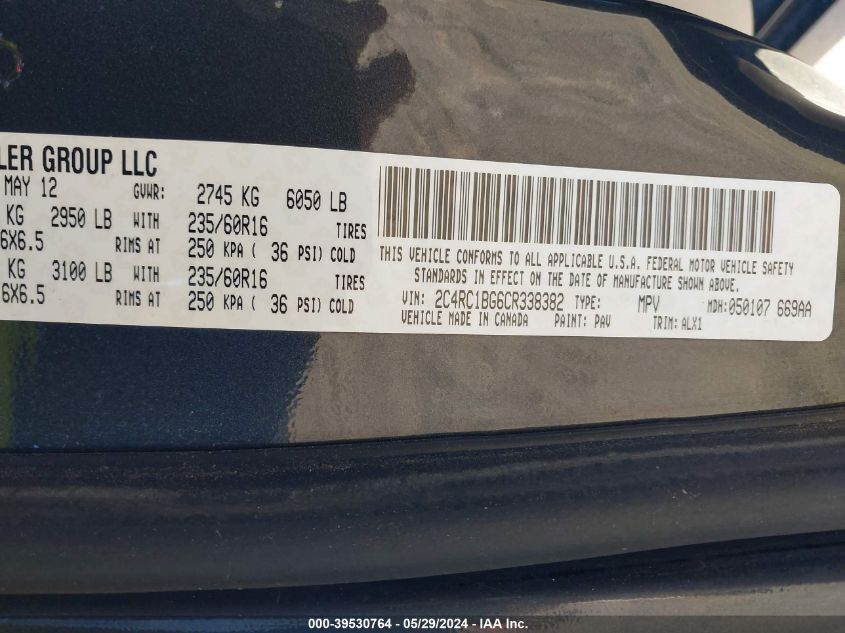 LER GROUP LLC
MAY 12 GVWR: 2745 KG 6050 LB
KG 2950 LB WITH 235/60R16 TIRES
6X6.5 RIMS AT 250 KPA ( 36 PSI) COLD
KG 3100 LB WITH 235/60R16 TIRES
6X6.5 RIMS AT 250 KPA ( 36 PSI) COLD
THIS VEHICLE CONFORMS TO ALL APPLICABLE U.S.A. FEDERAL MOTOR VEHICLE SAFETY
STANDARDS IN EFFECT ON THE DATE OF MANUFACTURE SHOWN ABOVE.
VIN: 2C4RC1BG6CR338382 TYPE: MPV MDH: 050107 669AA
VEHICLE MADE IN CANADA PAINT: PAV TRIM: ALX1
000-39530764 - 05/29/2024 - IAA Inc.